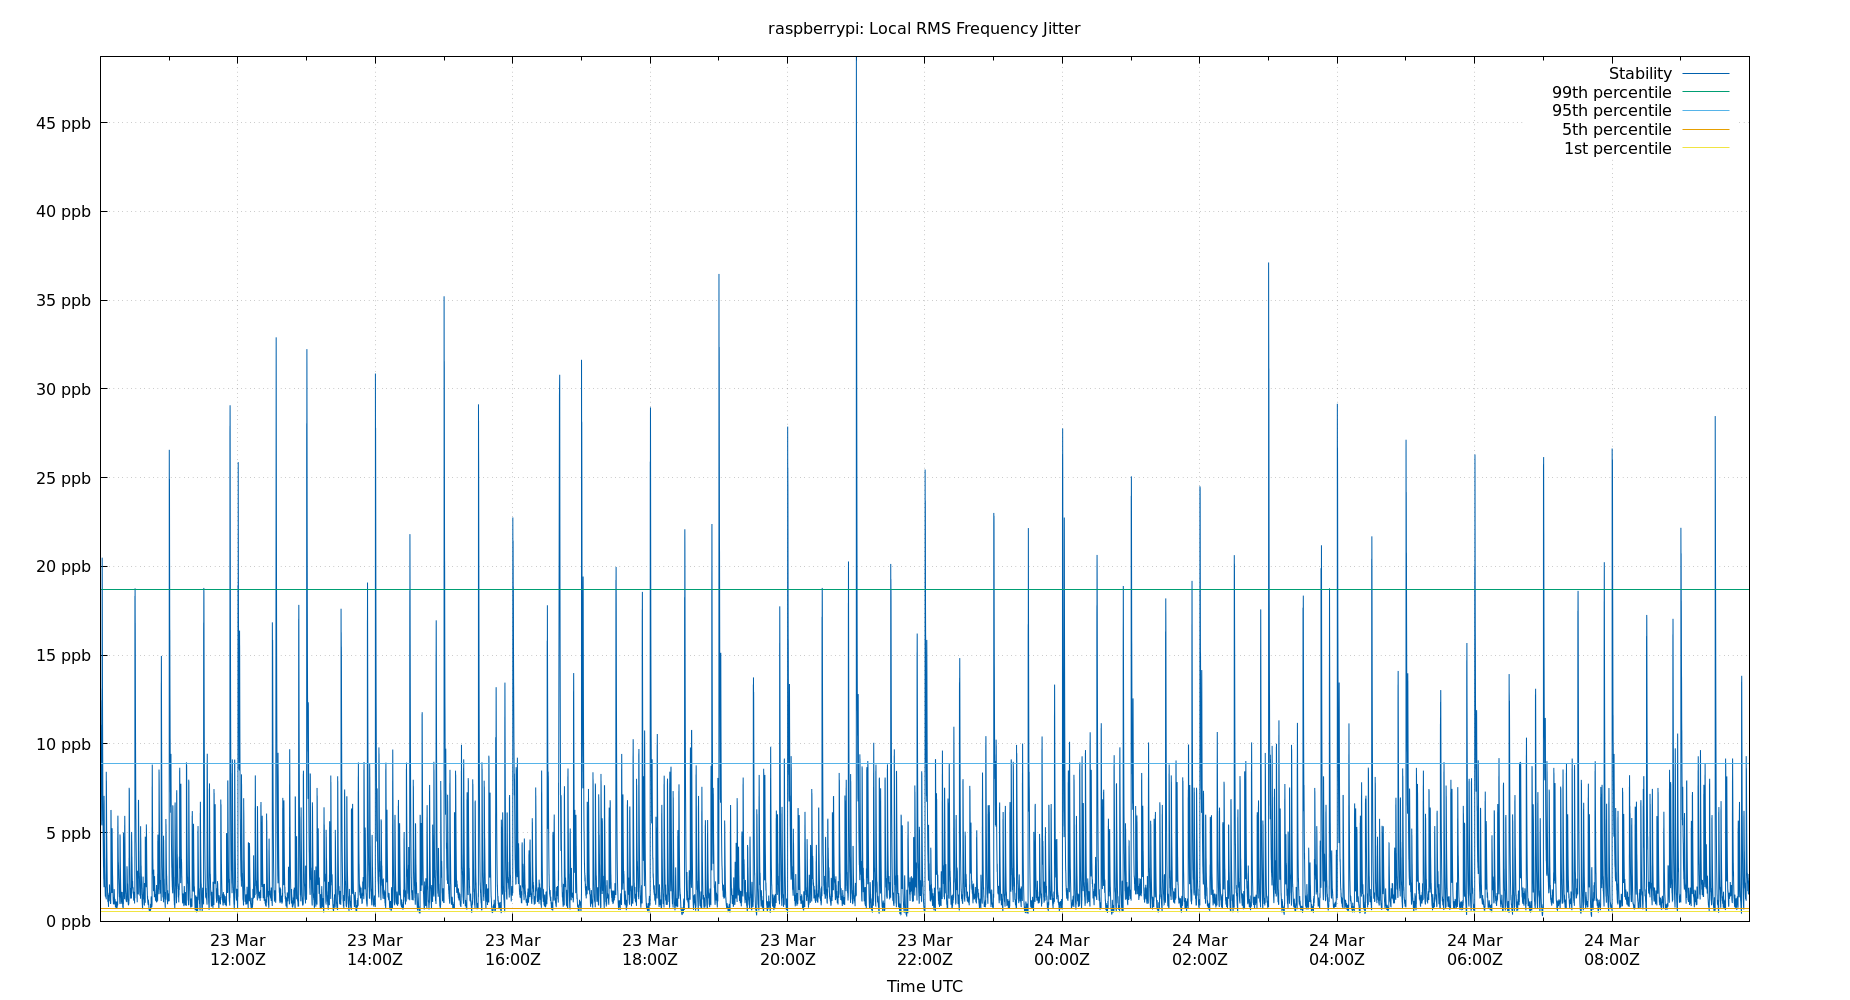 raspberrypi: Local RMS Frequency Jitter
Stability
99th percentile
95th percentile
5th percentile
1st percentile
45 ppb
40 ppb
35 ppb
30 ppb
25 ppb
20 ppb
15 ppb
10 ppb
5 ppb
0 ppb
23 Mar 23 Mar 23 Mar 23 Mar 23 Mar 23 Mar 24 Mar 24 Mar 24 Mar 24 Mar 24 Mar
12:00Z 14:00Z 16:00Z 18:00Z 20:00Z 22:00Z 00:00Z 02:00Z 04:00Z 06:00Z 08:00Z
Time UTC